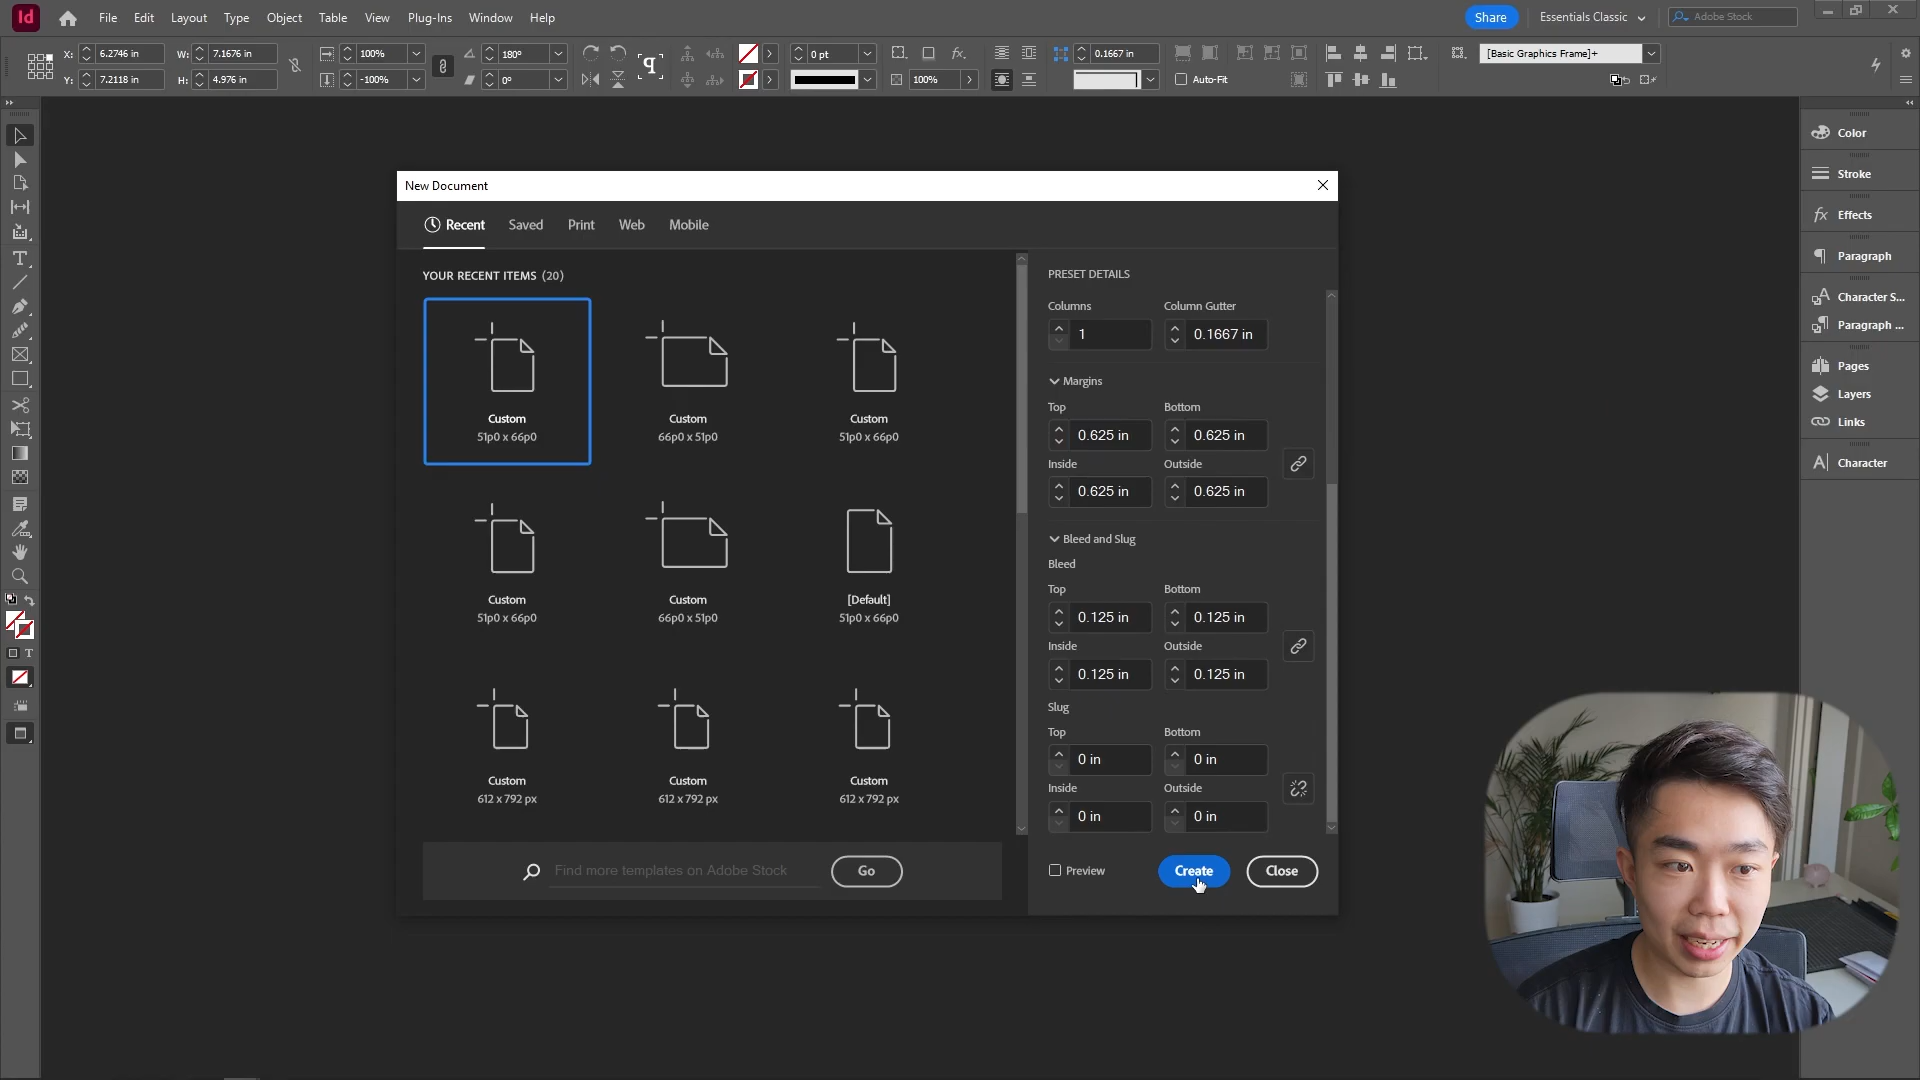 Id File Edit Layout Type Object Table View Plug-Ins Window Help Share Essentials Classic Adobe Stock
X: 6.2746 in W: 7.1676 in 100% 180° 0 pt fx. 0.1667 in [Basic Graphics Frame]+
Y: 7.2118 in H: 4.976 in -100% 0° 100% Auto-Fit
New Document
Recent Saved Print Web Mobile
YOUR RECENT ITEMS (20)
Custom
51p0 x 66p0
Custom
66p0 x 51p0
Custom
51p0 x 66p0
Custom
51p0 x 66p0
Custom
66p0 x 51p0
[Default]
51p0 x 66p0
Custom
612 x 792 px
Custom
612 x 792 px
Custom
612 x 792 px
Find more templates on Adobe Stock Go
PRESET DETAILS
Columns Column Gutter
1 0.1667 in
Margins
Top Bottom
0.625 in 0.625 in
Inside Outside
0.625 in 0.625 in
Bleed and Slug
Bleed
Top Bottom
0.125 in 0.125 in
Inside Outside
0.125 in 0.125 in
Slug
Top Bottom
0 in 0 in
Inside Outside
0 in 0 in
Preview Create Close
Color
Stroke
fx Effects
Paragraph
Character S...
Paragraph ...
Pages
Layers
Links
A Character